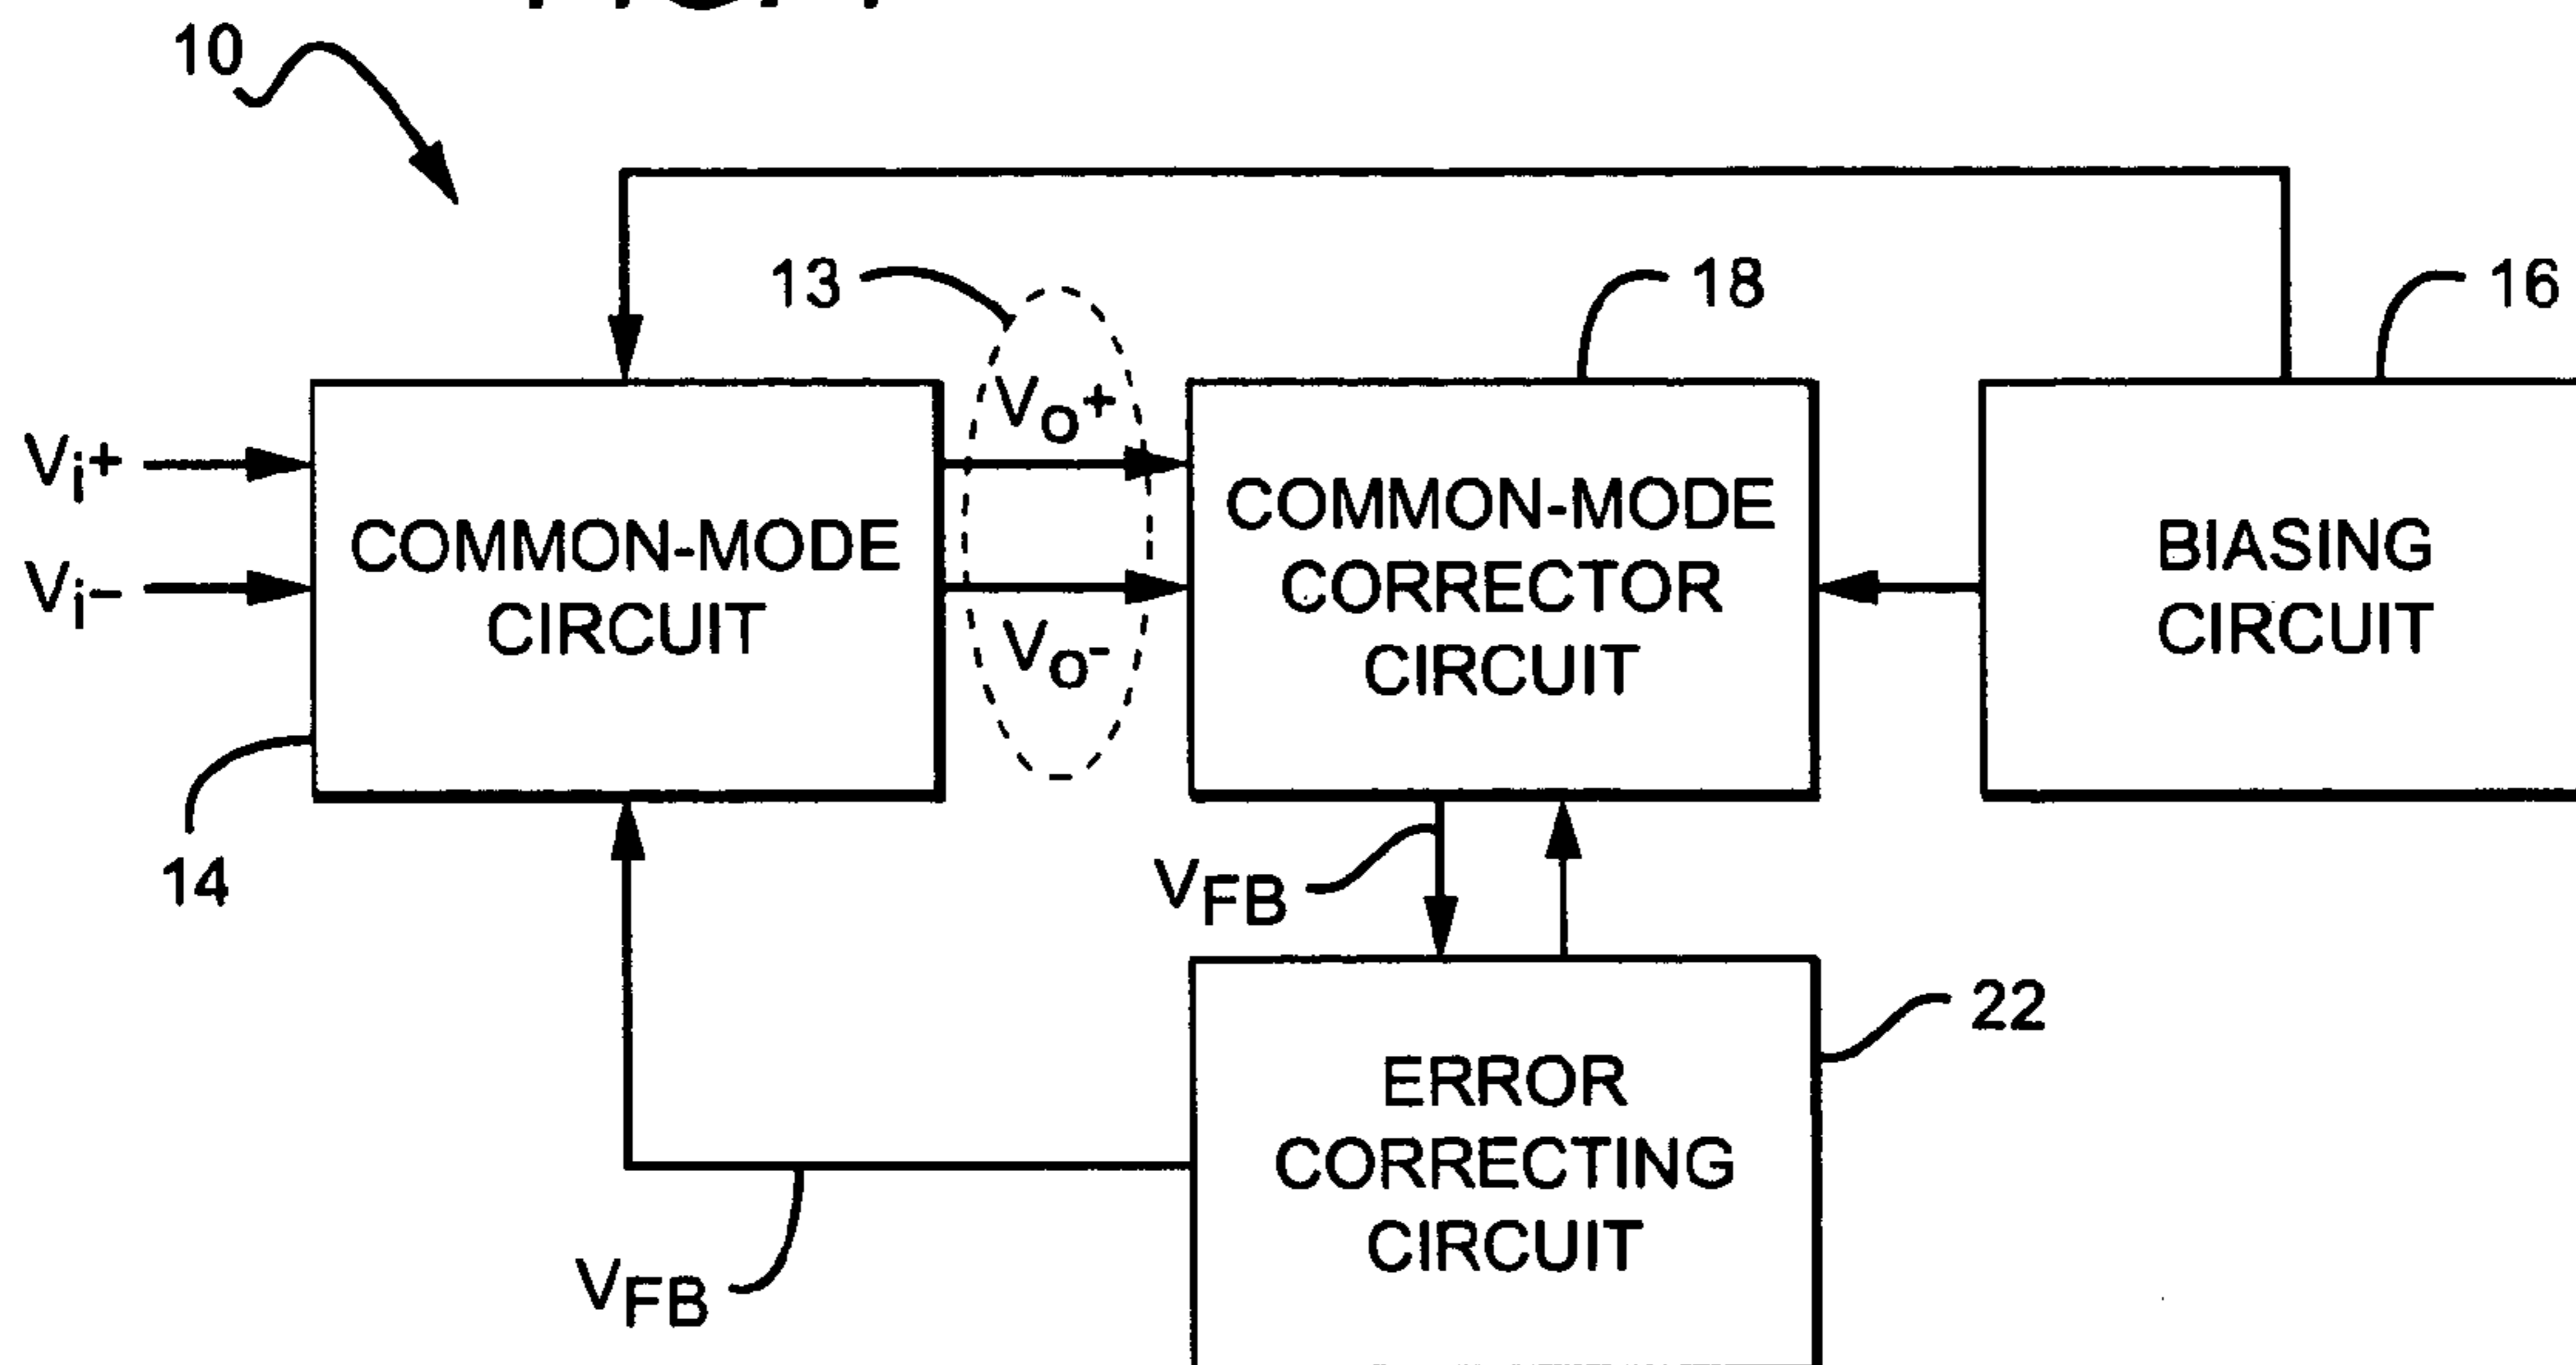 10
13
18
16
Vi+
Vi-
COMMON-MODE
CIRCUIT
Vo+
Vo-
COMMON-MODE
CORRECTOR
CIRCUIT
BIASING
CIRCUIT
14
VFB
22
ERROR
CORRECTING
CIRCUIT
VFB